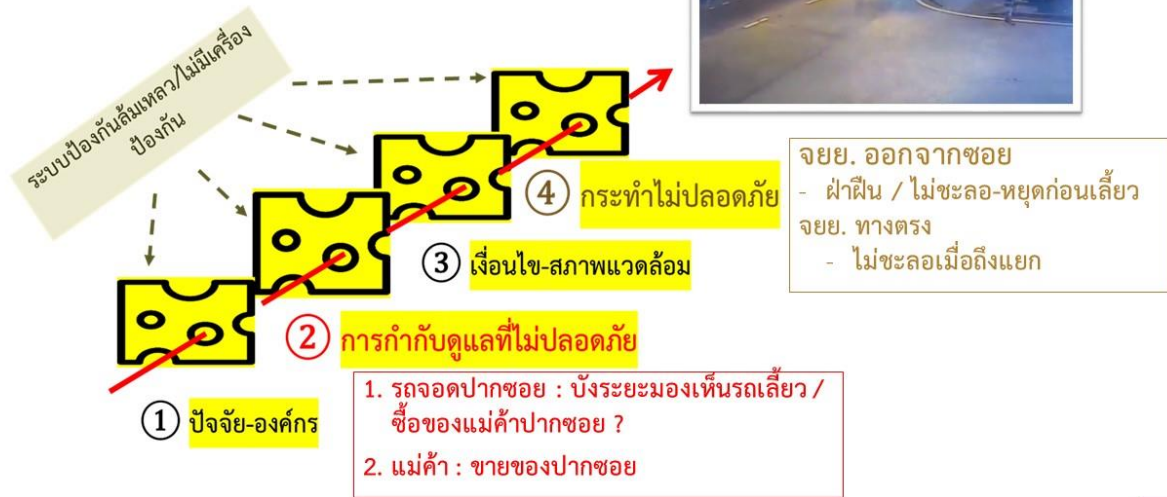 ระบบป้องกันล้มเหลว/ไม่มีเครื่อง
ป้องกัน
④ กระทำไม่ปลอดภัย
จยย. ออกจากซอย
- ฝ่าฝืน / ไม่ชะลอ-หยุดก่อนเลี้ยว
จยย. ทางตรง
- ไม่ชะลอเมื่อถึงแยก
③ เงื่อนไข-สภาพแวดล้อม
② การกำกับดูแลที่ไม่ปลอดภัย
1. รถจอดปากซอย : บังระยะมองเห็นรถเลี้ยว /
ซื้อของแม่ค้าปากซอย ?
2. แม่ค้า : ขายของปากซอย
① ปัจจัย-องค์กร